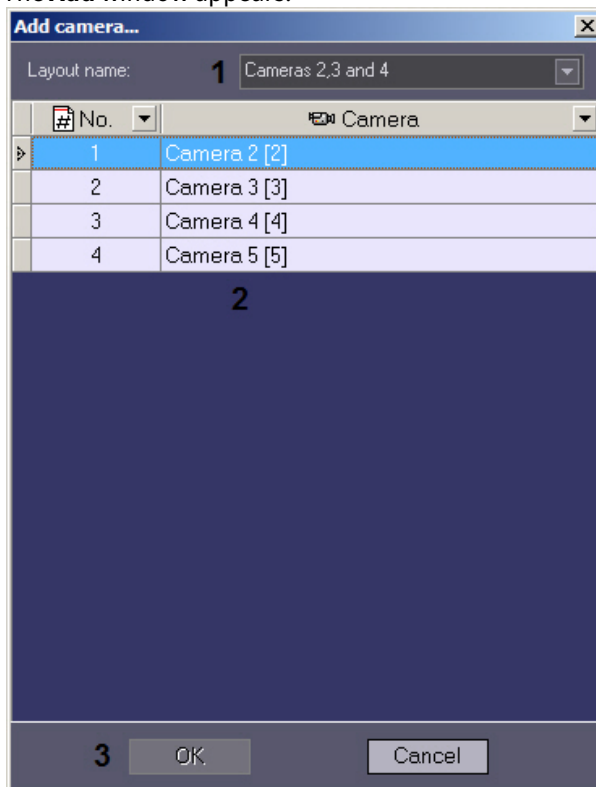 Add camera...
Layout name: 1 Cameras 2,3 and 4
# No. Camera
1 Camera 2 [2]
2 Camera 3 [3]
3 Camera 4 [4]
4 Camera 5 [5]
2
3 OK Cancel